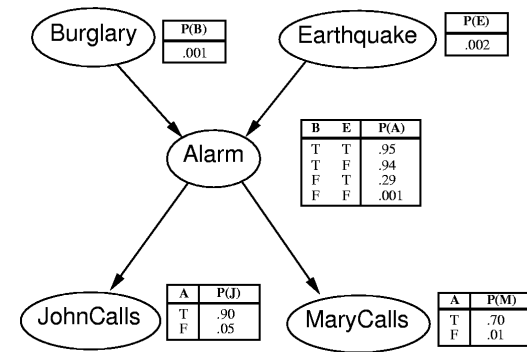 Burglary
P(B)
.001
Earthquake
P(E)
.002
Alarm
B E P(A)
T T .95
T F .94
F T .29
F F .001
JohnCalls
A P(J)
T .90
F .05
MaryCalls
A P(M)
T .70
F .01